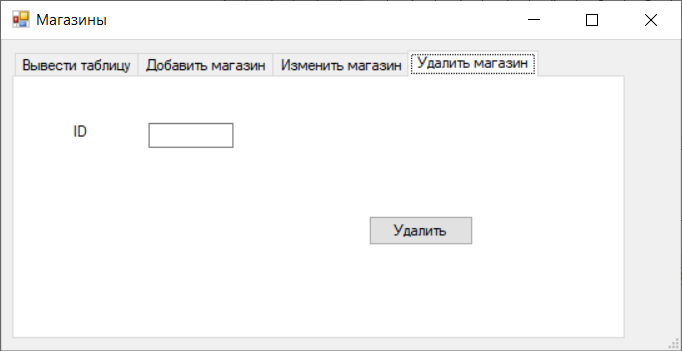 Магазины
Вывести таблицу Добавить магазин Изменить магазин Удалить магазин
ID
Удалить